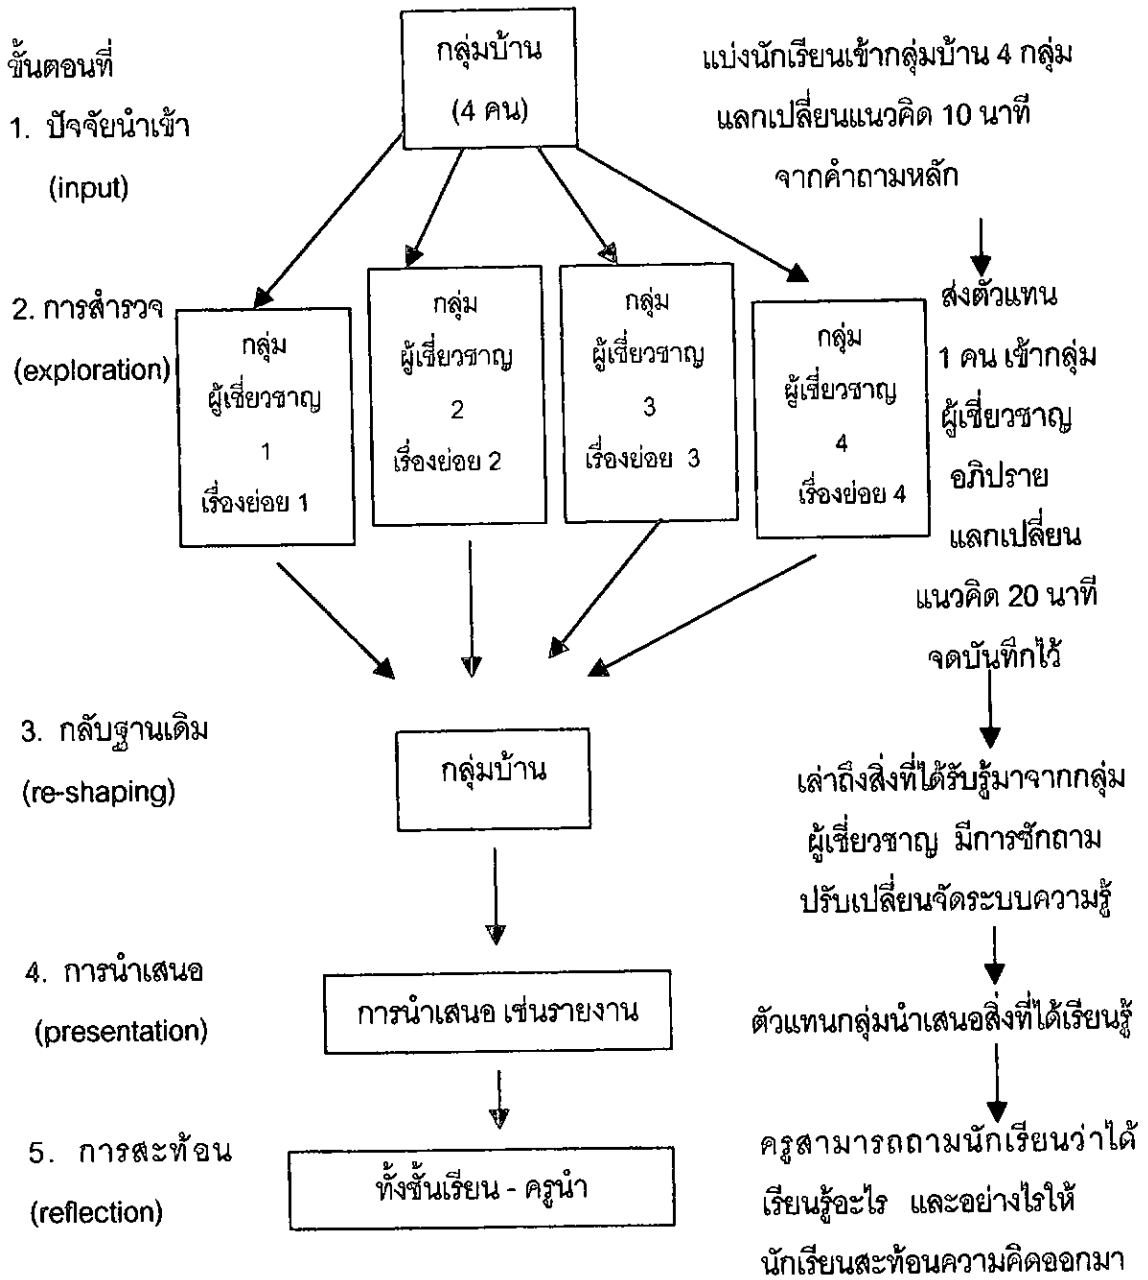 ขั้นตอนที่
1. ปัจจัยนำเข้า
(input)
กลุ่มบ้าน
(4 คน)
แบ่งนักเรียนเข้ากลุ่มบ้าน 4 กลุ่ม
แลกเปลี่ยนแนวคิด 10 นาที
จากคำถามหลัก
2. การสำรวจ
(exploration)
กลุ่ม
ผู้เชี่ยวชาญ
1
เรื่องย่อย 1
กลุ่ม
ผู้เชี่ยวชาญ
2
เรื่องย่อย 2
กลุ่ม
ผู้เชี่ยวชาญ
3
เรื่องย่อย 3
กลุ่ม
ผู้เชี่ยวชาญ
4
เรื่องย่อย 4
ส่งตัวแทน
1 คน เข้ากลุ่ม
ผู้เชี่ยวชาญ
อภิปราย
แลกเปลี่ยน
แนวคิด 20 นาที
จดบันทึกไว้
3. กลับฐานเดิม
(re-shaping)
กลุ่มบ้าน
เล่าถึงสิ่งที่ได้รับรู้มาจากกลุ่ม
ผู้เชี่ยวชาญ มีการซักถาม
ปรับเปลี่ยนจัดระบบความรู้
4. การนำเสนอ
(presentation)
การนำเสนอ เช่นรายงาน
ตัวแทนกลุ่มนำเสนอสิ่งที่ได้เรียนรู้
5. การสะท้อน
(reflection)
ทั้งชั้นเรียน - ครูนำ
ครูสามารถถามนักเรียนว่าได้
เรียนรู้อะไร และอย่างไรให้
นักเรียนสะท้อนความคิดออกมา